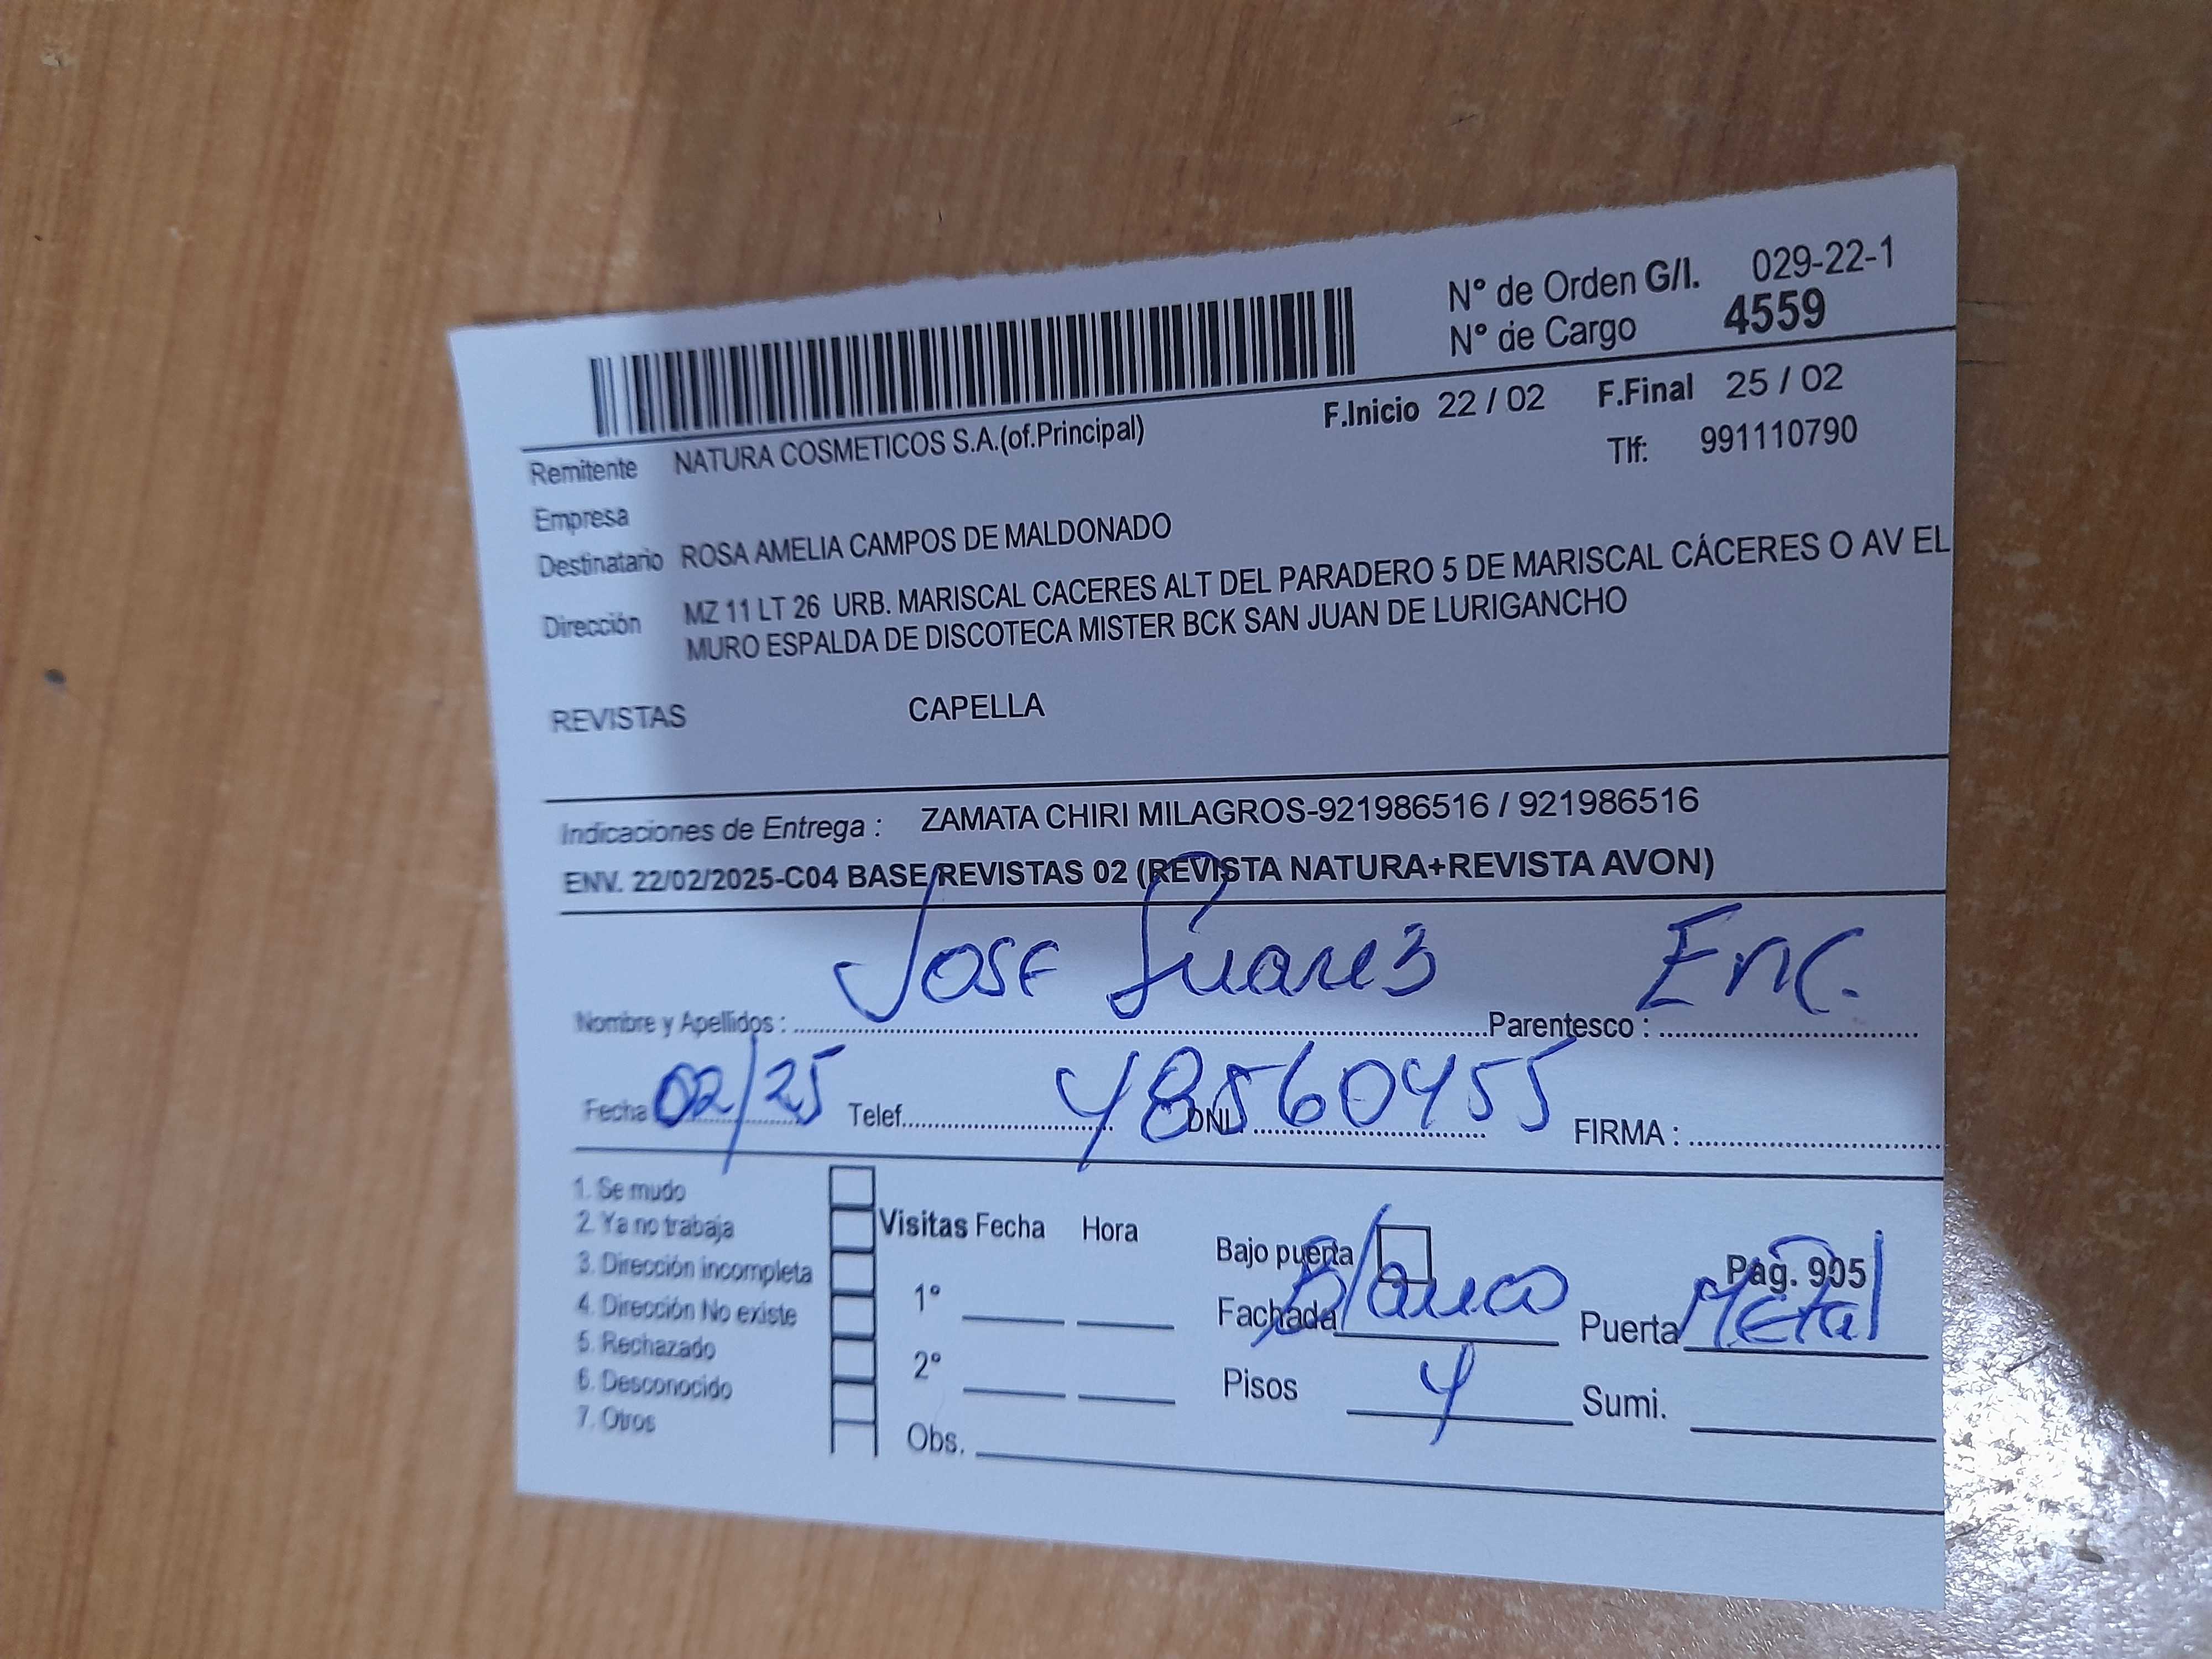 N° de Orden G/I. 029-22-1
N° de Cargo 4559
F.Inicio 22 / 02 F.Final 25 / 02
Remitente NATURA COSMETICOS S.A.(of.Principal) Tlf: 991110790
Empresa
Destinatario ROSA AMELIA CAMPOS DE MALDONADO
Dirección MZ 11 LT 26 URB. MARISCAL CACERES ALT DEL PARADERO 5 DE MARISCAL CÁCERES O AV EL
MURO ESPALDA DE DISCOTECA MISTER BCK SAN JUAN DE LURIGANCHO
REVISTAS CAPELLA
Indicaciones de Entrega : ZAMATA CHIRI MILAGROS-921986516 / 921986516
ENV. 22/02/2025-C04 BASE REVISTAS 02 (REVISTA NATURA+REVISTA AVON)
Nombre y Apellidos : Jose Suarez Parentesco : Enc.
Fecha 02/25 Telef. DNI 48560455 FIRMA :
1. Se mudo
2. Ya no trabaja
3. Dirección incompleta
4. Dirección No existe
5. Rechazado
6. Desconocido
7. Otros
Visitas Fecha Hora
1°
2°
Obs.
Bajo puerta Pag. 905
Fachada Blanco Puerta Metal
Pisos 4 Sumi.